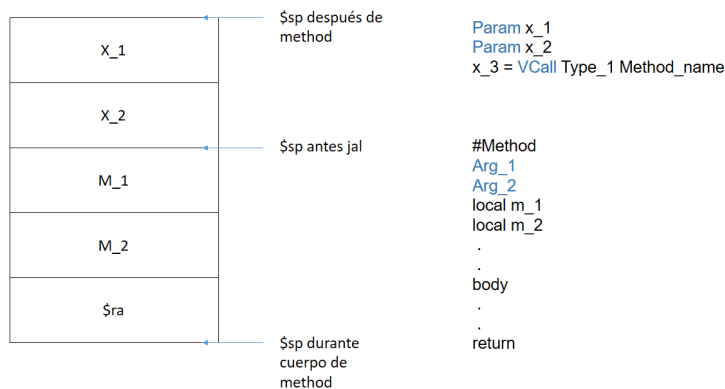 X_1
X_2
M_1
M_2
$ra
$sp después de
method
$sp antes jal
$sp durante
cuerpo de
method
Param x_1
Param x_2
x_3 = VCall Type_1 Method_name
#Method
Arg_1
Arg_2
local m_1
local m_2
.
.
body
.
.
return